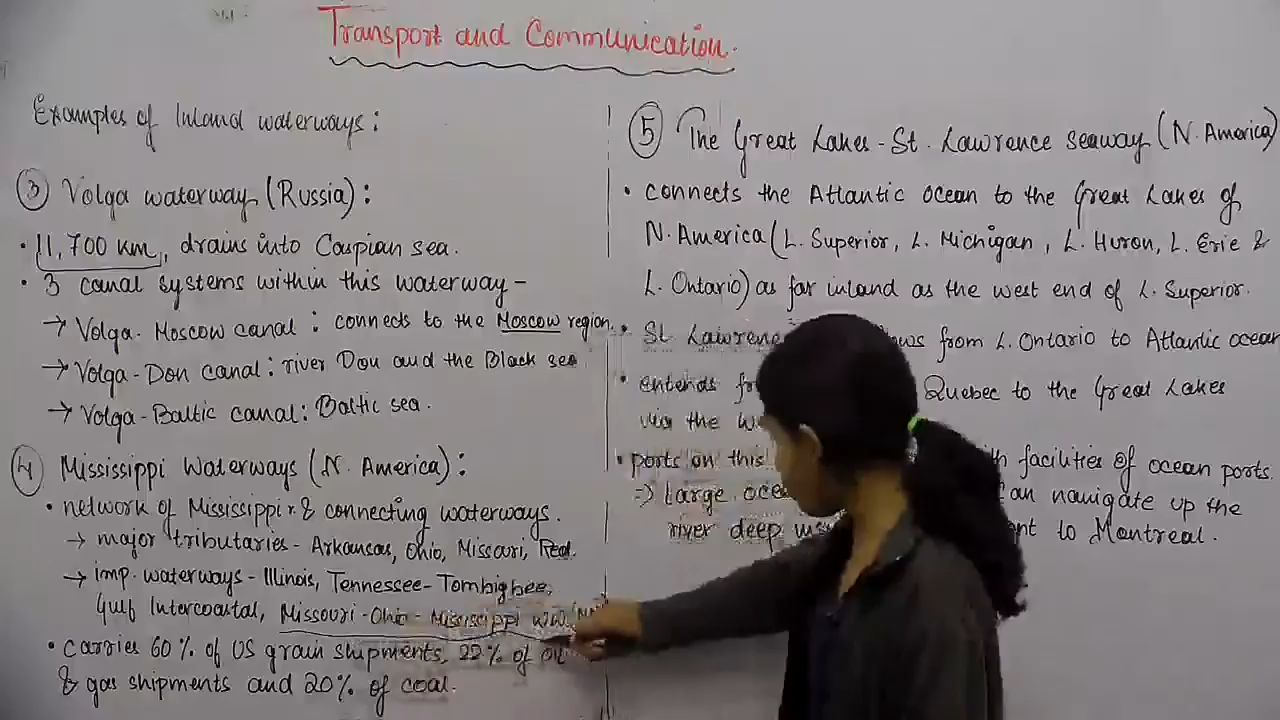 Transport and Communication.
Examples of Inland waterways:
③ Volga waterway (Russia):
• 11,700 km, drains into Caspian sea.
• 3 canal systems within this waterway-
→ Volga-Moscow canal: connects to the Moscow region.
→ Volga-Don canal: river Don and the Black sea
→ Volga-Baltic canal: Baltic sea.
④ Mississippi Waterways (N. America):
• network of Mississippi r. & connecting waterways.
→ major tributaries - Arkansas, Ohio, Missouri, Red.
→ imp. waterways - Illinois, Tennessee-Tombigbee,
Gulf Intercoastal, Missouri-Ohio-Mississippi
• carries 60% of US grain shipments, 22% of oil
& gas shipments and 20% of coal.
⑤ The Great Lakes - St. Lawrence seaway (N. America)
• connects the Atlantic ocean to the Great Lakes of
N. America (L. Superior, L. Michigan, L. Huron, L. Erie &
L. Ontario) as far inland as the west end of L. Superior.
• St Lawrence from L. Ontario to Atlantic ocean
• extends Quebec to the Great Lakes
via the
• ports on this facilities of ocean ports.
⇒ Large can navigate up the
river deep to Montreal.